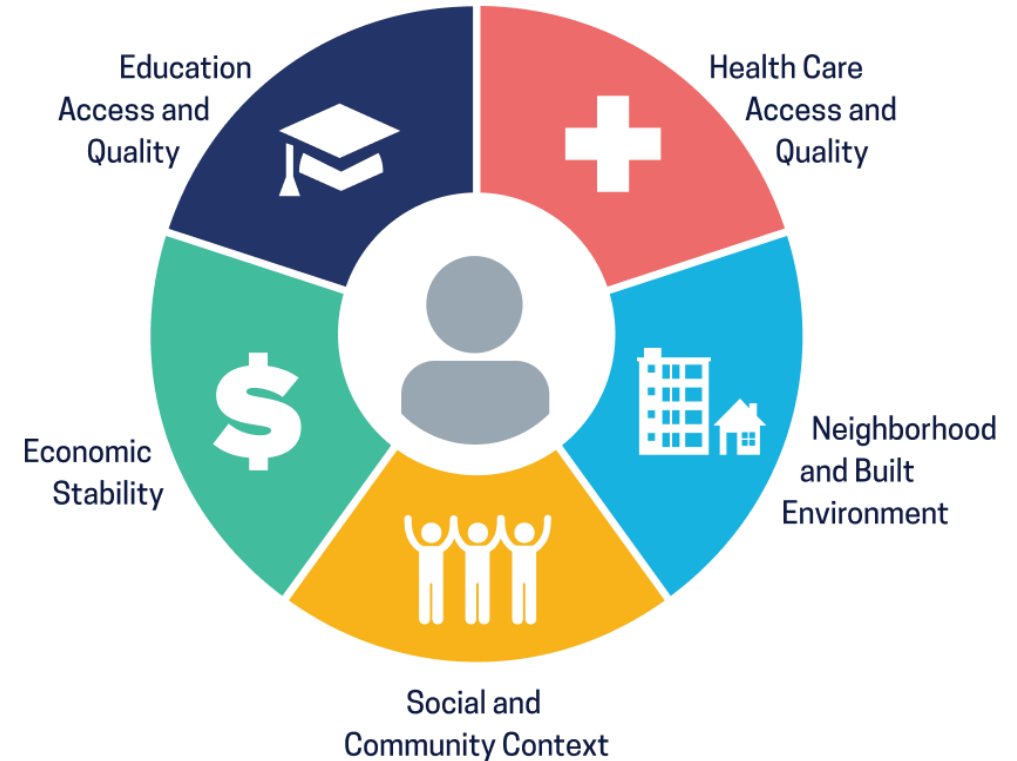 Education
Access and
Quality
Health Care
Access and
Quality
$
Economic
Stability
Neighborhood
and Built
Environment
Social and
Community Context